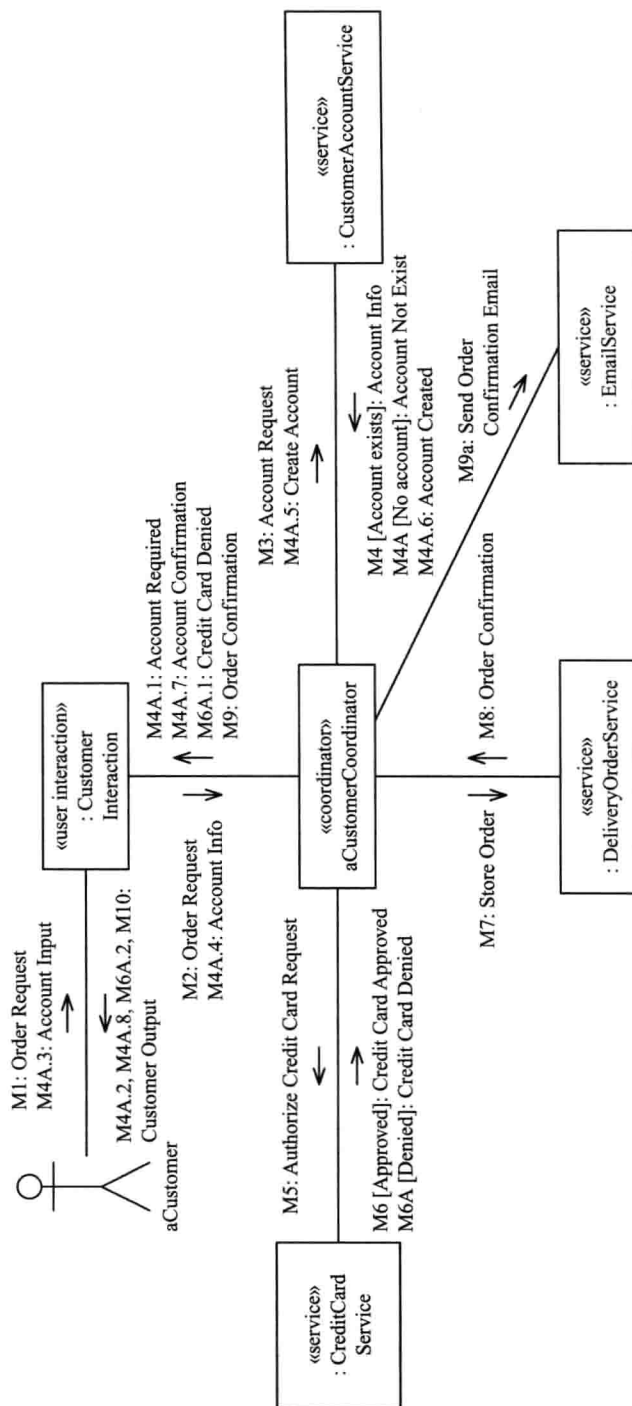 M1: Order Request
M4A.3: Account Input
M4A.2, M4A.8, M6A.2, M10:
Customer Output
aCustomer
«user interaction»
: Customer
Interaction
M2: Order Request
M4A.4: Account Info
M4A.1: Account Required
M4A.7: Account Confirmation
M6A.1: Credit Card Denied
M9: Order Confirmation
«service»
: CreditCard
Service
M5: Authorize Credit Card Request
M6 [Approved]: Credit Card Approved
M6A [Denied]: Credit Card Denied
«coordinator»
aCustomerCoordinator
M3: Account Request
M4A.5: Create Account
M4 [Account exists]: Account Info
M4A [No account]: Account Not Exist
M4A.6: Account Created
«service»
: CustomerAccountService
M7: Store Order
M8: Order Confirmation
M9a: Send Order
Confirmation Email
«service»
: DeliveryOrderService
«service»
: EmailService